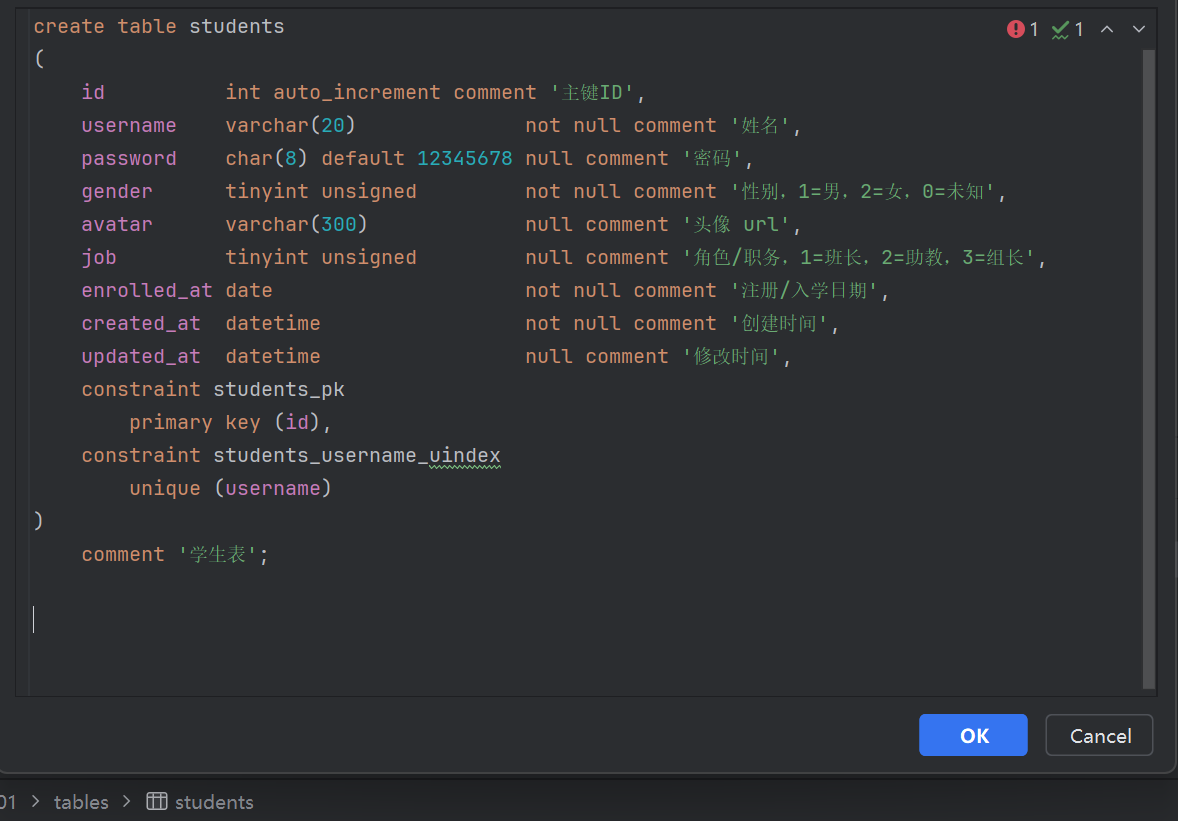 create table students
1 1
(
id int auto_increment comment '主键ID',
username varchar(20) not null comment '姓名',
password char(8) default 12345678 null comment '密码',
gender tinyint unsigned not null comment '性别，1=男，2=女，0=未知',
avatar varchar(300) null comment '头像 url',
job tinyint unsigned null comment '角色/职务，1=班长，2=助教，3=组长',
enrolled_at date not null comment '注册/入学日期',
created_at datetime not null comment '创建时间',
updated_at datetime null comment '修改时间',
constraint students_pk
primary key (id),
constraint students_username_uindex
unique (username)
)
comment '学生表';
OK Cancel
01 > tables > students